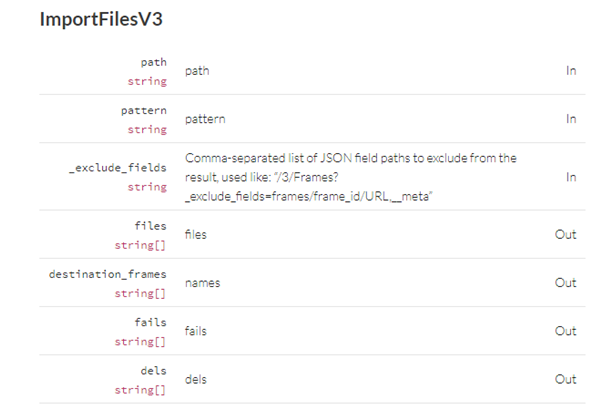 ImportFilesV3
path
string
path
In
pattern
string
pattern
In
_exclude_fields
string
Comma-separated list of JSON field paths to exclude from the
result, used like: "/3/Frames?
_exclude_fields=frames/frame_id/URL,__meta"
In
files
string[]
files
Out
destination_frames
string[]
names
Out
fails
string[]
fails
Out
dels
string[]
dels
Out